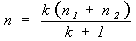 n = k(n₁ + n₂) / k + 1